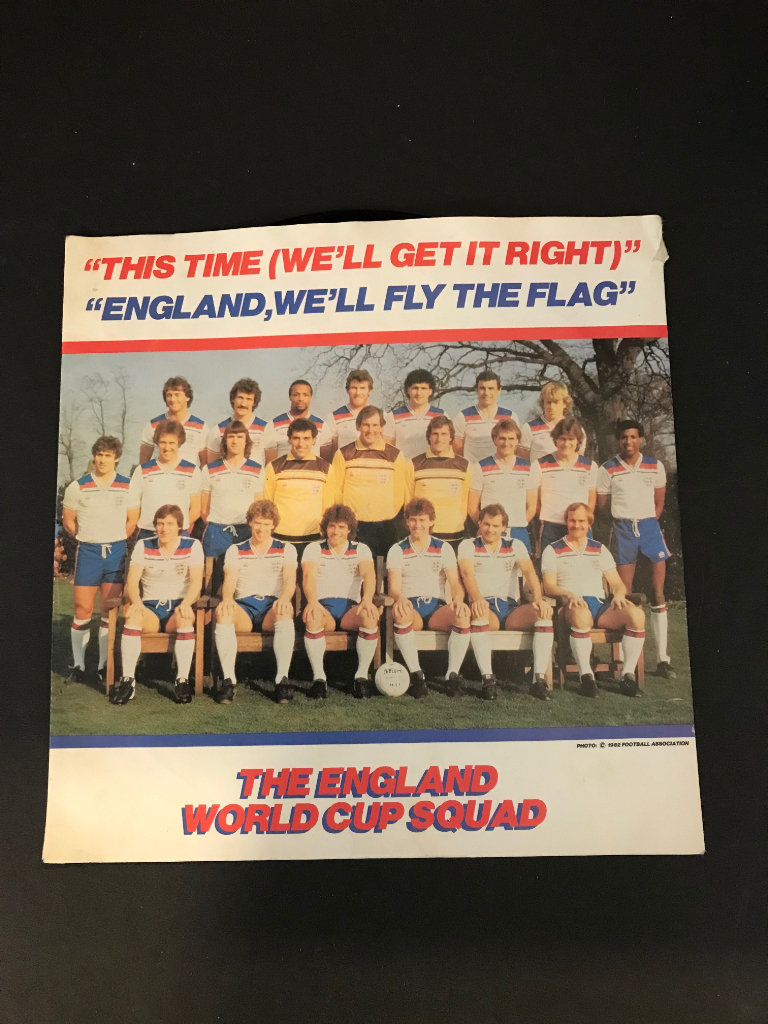 “THIS TIME (WE’LL GET IT RIGHT)”
“ENGLAND,WE’LL FLY THE FLAG”
PHOTO: © 1982 FOOTBALL ASSOCIATION
THE ENGLAND
WORLD CUP SQUAD